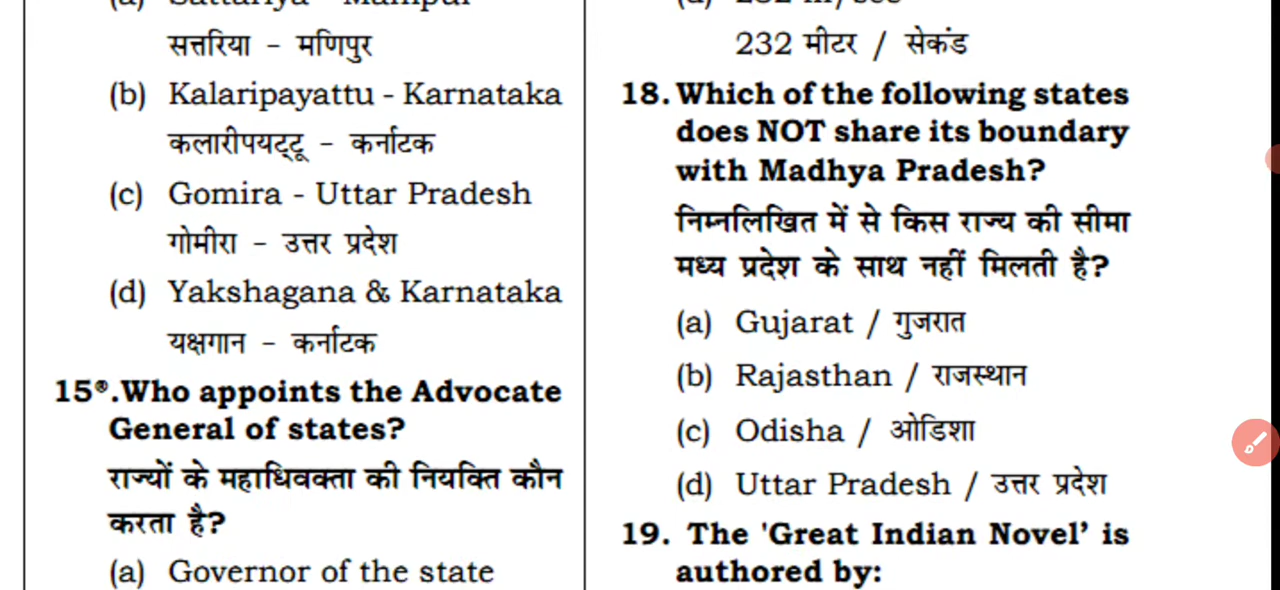 सत्तरिया - मणिपुर
(b) Kalaripayattu - Karnataka
कलारीपयट्टू - कर्नाटक
(c) Gomira - Uttar Pradesh
गोमीरा - उत्तर प्रदेश
(d) Yakshagana & Karnataka
यक्षगान - कर्नाटक
15®.Who appoints the Advocate
General of states?
राज्यों के महाधिवक्ता की नियक्ति कौन
करता है?
(a) Governor of the state
232 मीटर / सेकंड
18. Which of the following states
does NOT share its boundary
with Madhya Pradesh?
निम्नलिखित में से किस राज्य की सीमा
मध्य प्रदेश के साथ नहीं मिलती है?
(a) Gujarat / गुजरात
(b) Rajasthan / राजस्थान
(c) Odisha / ओडिशा
(d) Uttar Pradesh / उत्तर प्रदेश
19. The 'Great Indian Novel’ is
authored by: